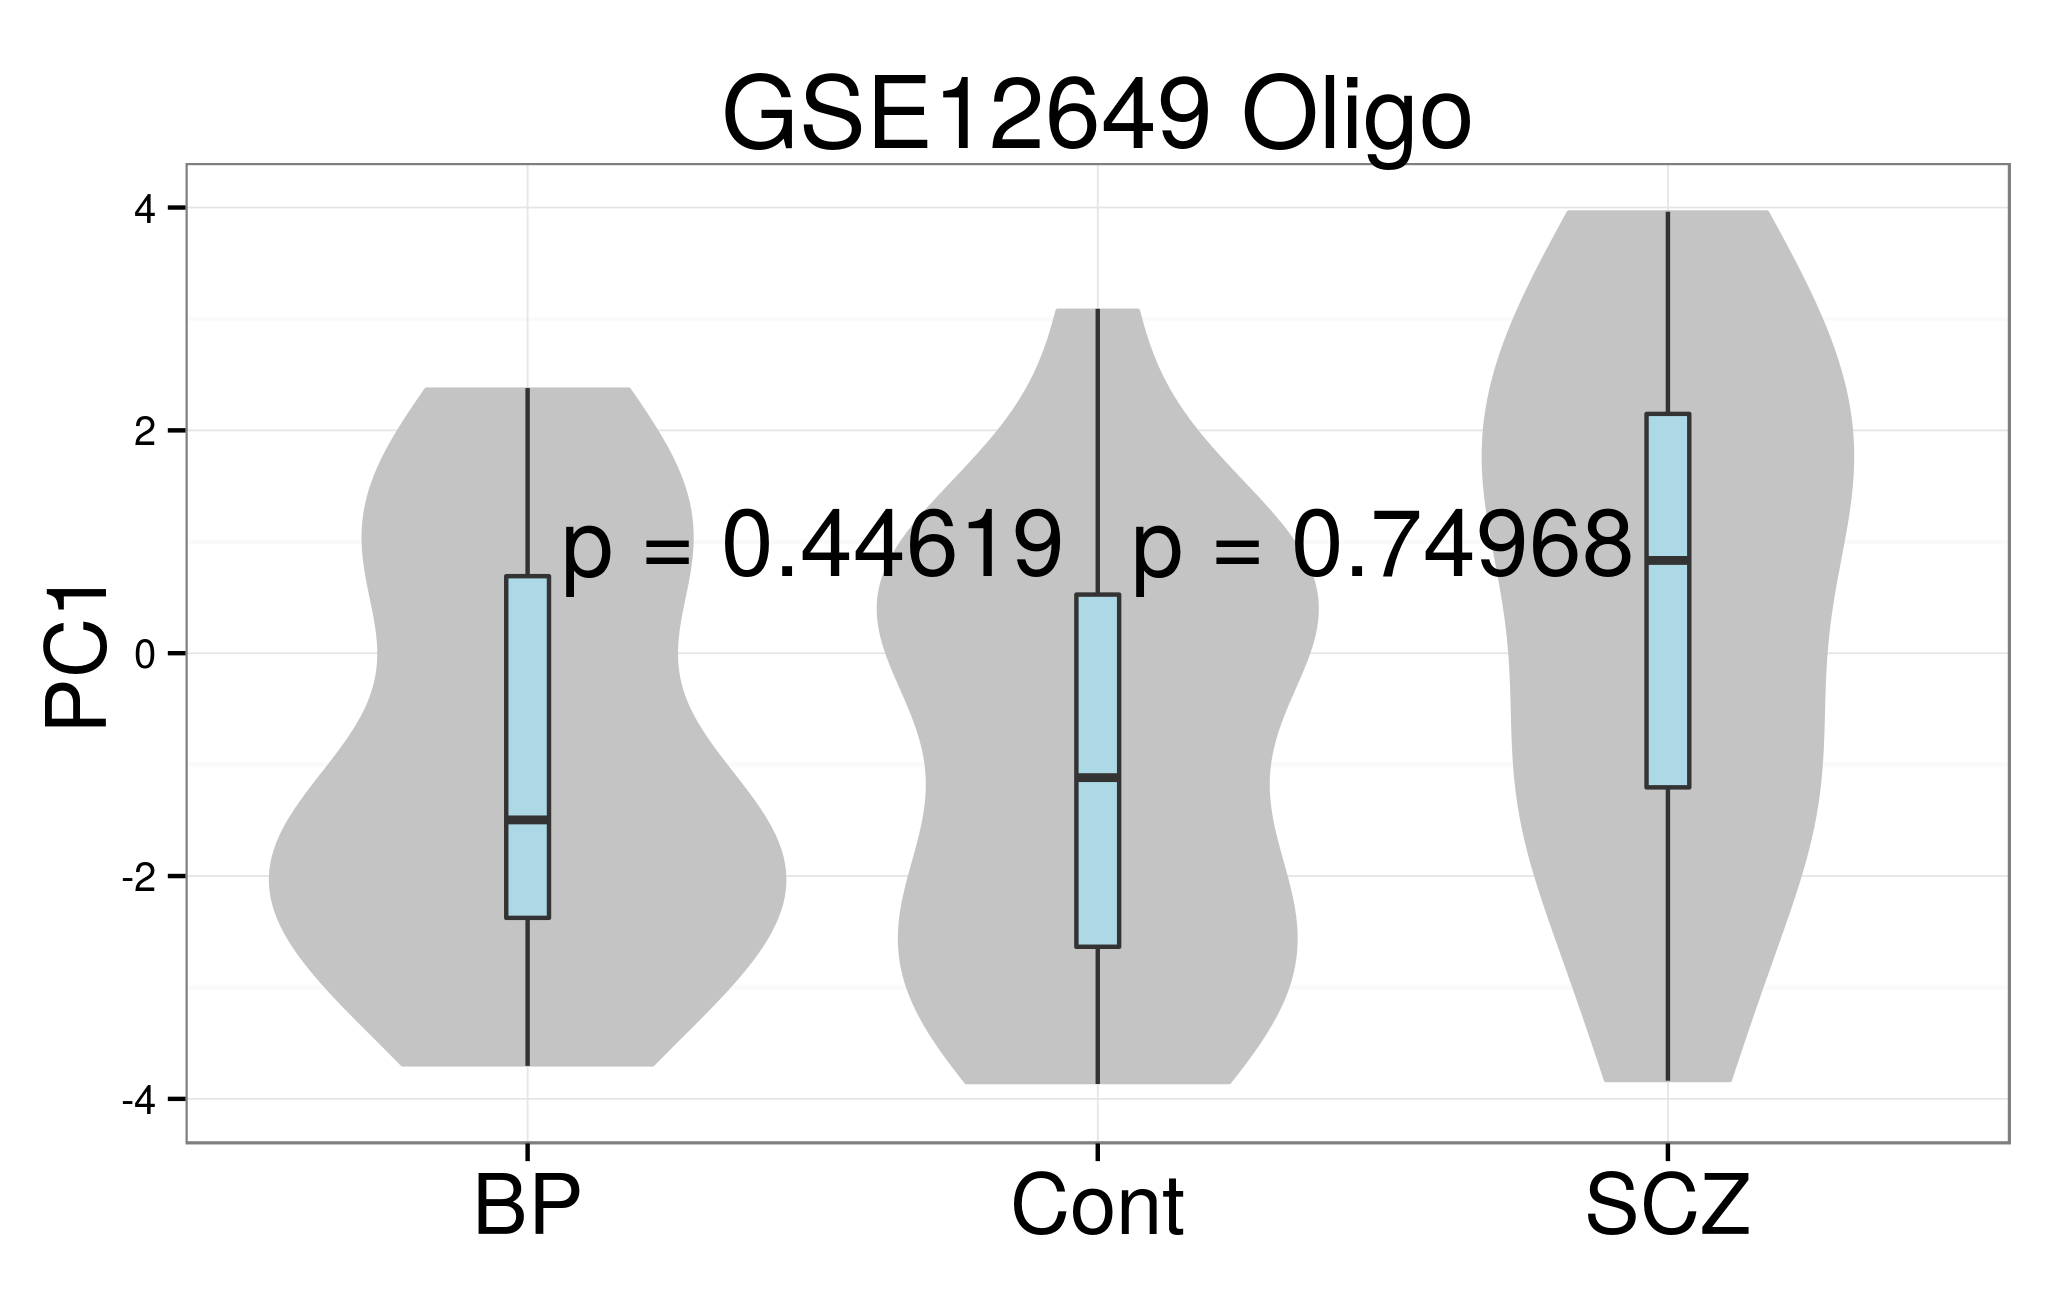 GSE12649 Oligo
PC1
4
2
0
-2
-4
p = 0.44619
p = 0.74968
BP
Cont
SCZ